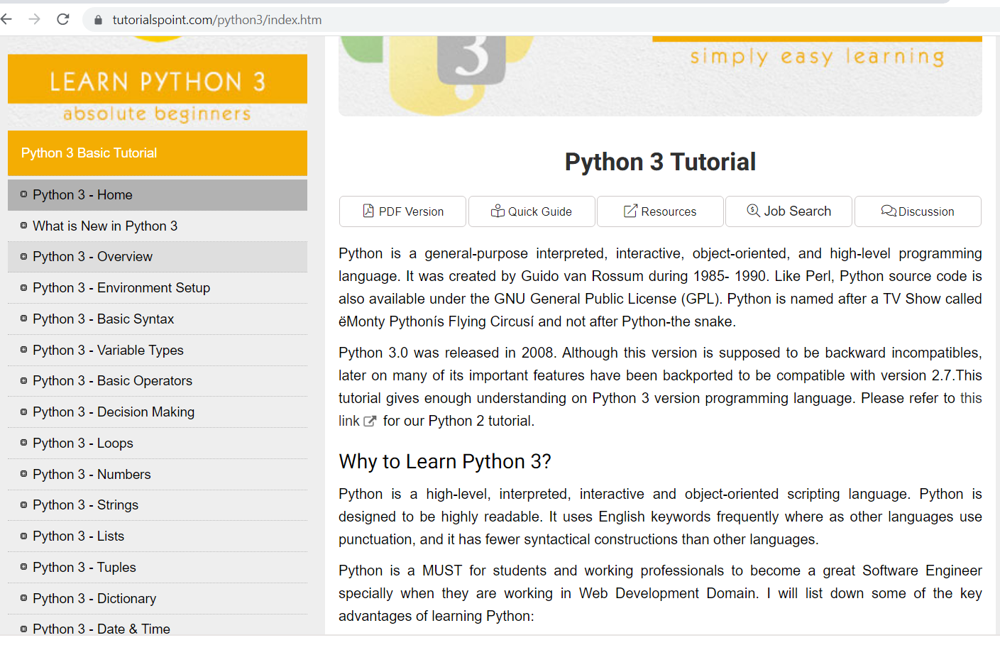 tutorialspoint.com/python3/index.htm
LEARN PYTHON 3
absolute beginners
Python 3 Basic Tutorial
Python 3 - Home
What is New in Python 3
Python 3 - Overview
Python 3 - Environment Setup
Python 3 - Basic Syntax
Python 3 - Variable Types
Python 3 - Basic Operators
Python 3 - Decision Making
Python 3 - Loops
Python 3 - Numbers
Python 3 - Strings
Python 3 - Lists
Python 3 - Tuples
Python 3 - Dictionary
Python 3 - Date & Time
3
simply easy learning
Python 3 Tutorial
PDF Version
Quick Guide
Resources
Job Search
Discussion
Python is a general-purpose interpreted, interactive, object-oriented, and high-level programming
language. It was created by Guido van Rossum during 1985- 1990. Like Perl, Python source code is
also available under the GNU General Public License (GPL). Python is named after a TV Show called
ëMonty Pythonís Flying Circusí and not after Python-the snake.
Python 3.0 was released in 2008. Although this version is supposed to be backward incompatibles,
later on many of its important features have been backported to be compatible with version 2.7.This
tutorial gives enough understanding on Python 3 version programming language. Please refer to this
link for our Python 2 tutorial.
Why to Learn Python 3?
Python is a high-level, interpreted, interactive and object-oriented scripting language. Python is
designed to be highly readable. It uses English keywords frequently where as other languages use
punctuation, and it has fewer syntactical constructions than other languages.
Python is a MUST for students and working professionals to become a great Software Engineer
specially when they are working in Web Development Domain. I will list down some of the key
advantages of learning Python: